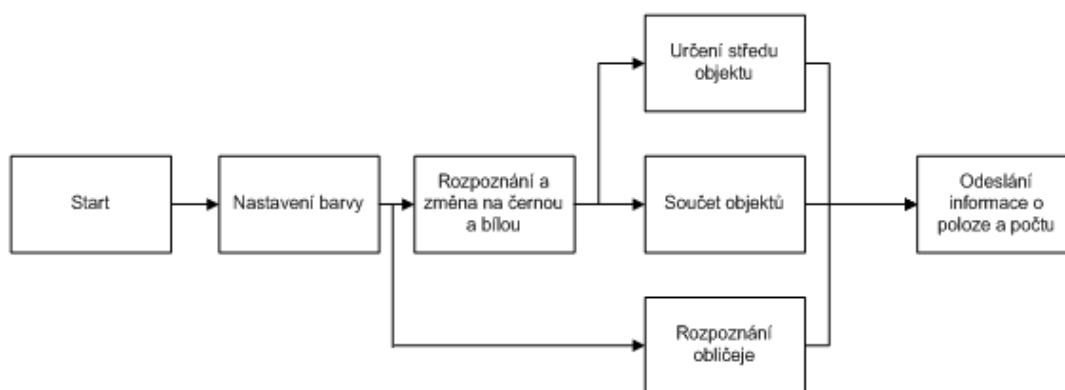 Start
Nastavení barvy
Rozpoznání a
změna na černou
a bílou
Určení středu
objektu
Součet objektů
Rozpoznání
obličeje
Odeslání
informace o
poloze a počtu